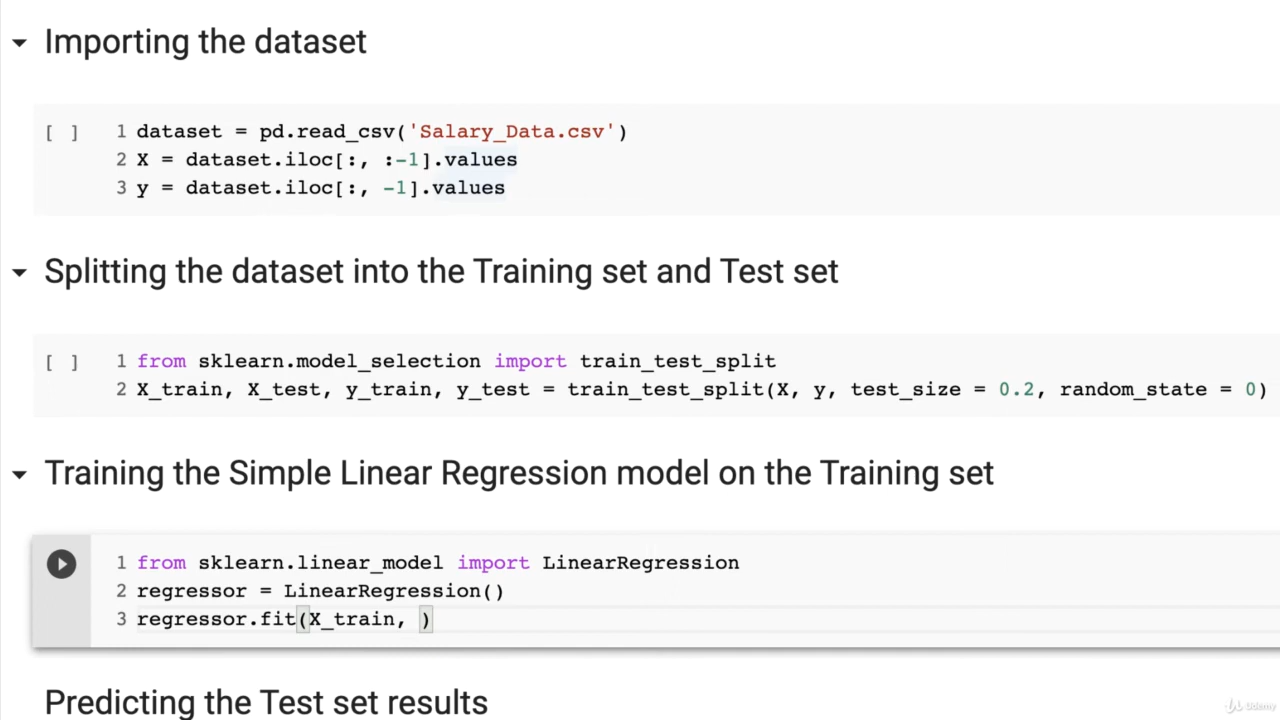 Importing the dataset
[ ] 1 dataset = pd.read_csv('Salary_Data.csv')
2 X = dataset.iloc[:, :-1].values
3 y = dataset.iloc[:, -1].values
Splitting the dataset into the Training set and Test set
[ ] 1 from sklearn.model_selection import train_test_split
2 X_train, X_test, y_train, y_test = train_test_split(X, y, test_size = 0.2, random_state = 0)
Training the Simple Linear Regression model on the Training set
1 from sklearn.linear_model import LinearRegression
2 regressor = LinearRegression()
3 regressor.fit(X_train, )
Predicting the Test set results
Udemy